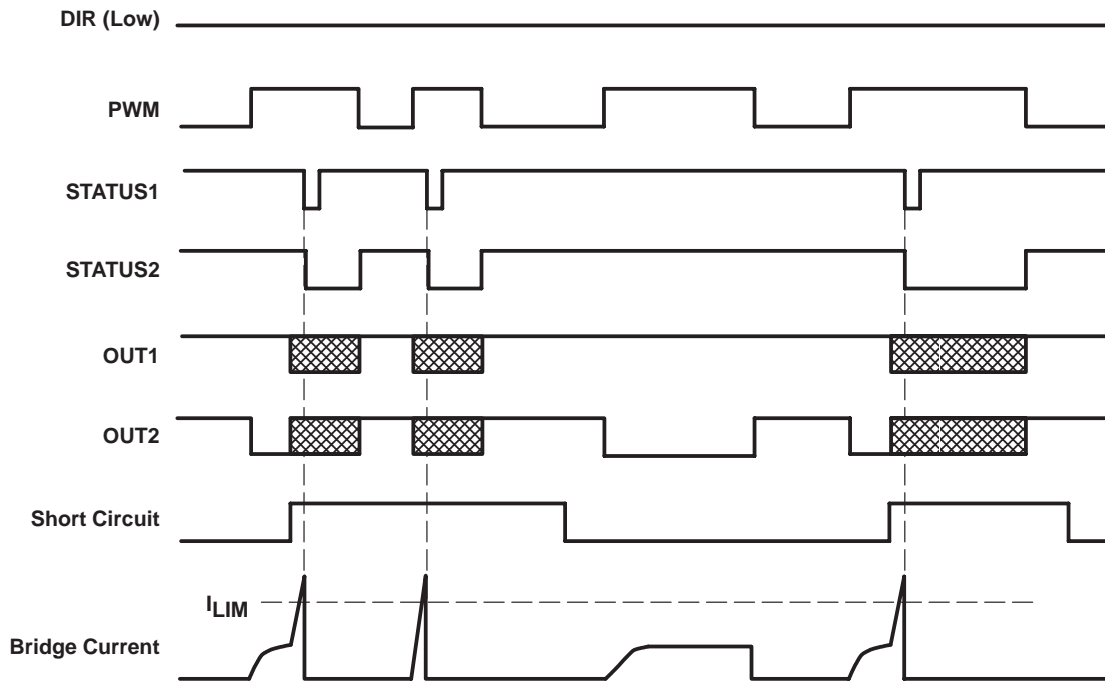 DIR (Low)
PWM
STATUS1
STATUS2
OUT1
OUT2
Short Circuit
ILIM
Bridge Current